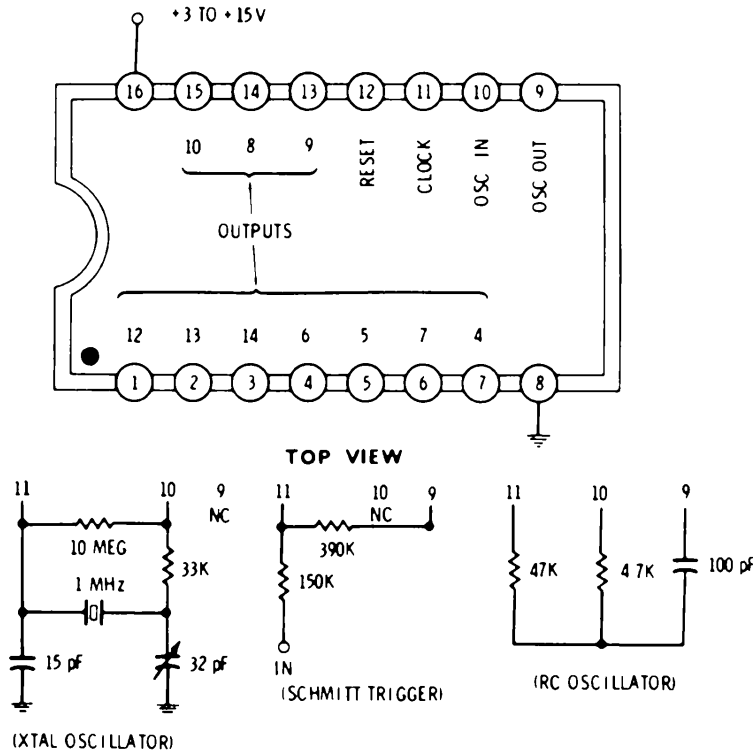 +3 TO +15V
16 15 14 13 12 11 10 9
10 8 9 RESET CLOCK OSC IN OSC OUT
OUTPUTS
12 13 14 6 5 7 4
1 2 3 4 5 6 7 8
TOP VIEW
11 10 9
NC
10 MEG
33K
1 MHz
15 pF 32 pF
(XTAL OSCILLATOR)
11 10 9
NC
390K
150K
IN
(SCHMITT TRIGGER)
11 10 9
47K 4 7K 100 pF
(RC OSCILLATOR)